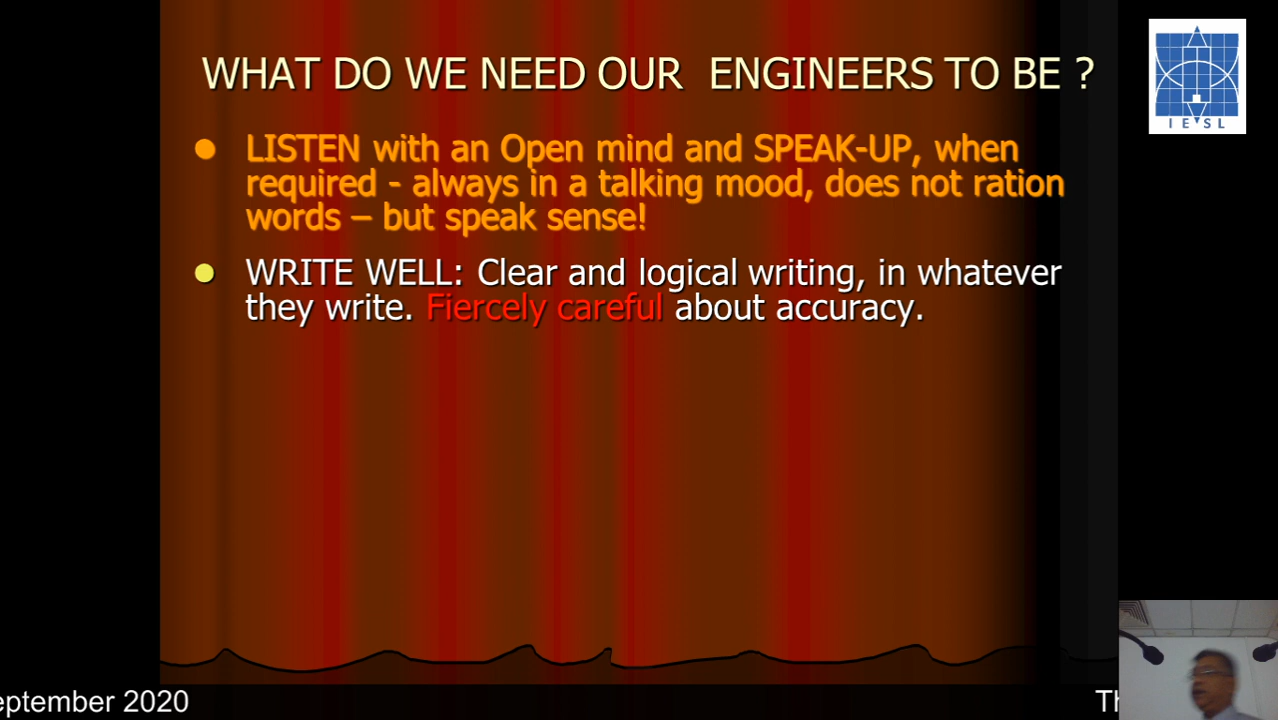 WHAT DO WE NEED OUR ENGINEERS TO BE ?
LISTEN with an Open mind and SPEAK-UP, when
required - always in a talking mood, does not ration
words – but speak sense!
WRITE WELL: Clear and logical writing, in whatever
they write. Fiercely careful about accuracy.
IESL
eptember 2020